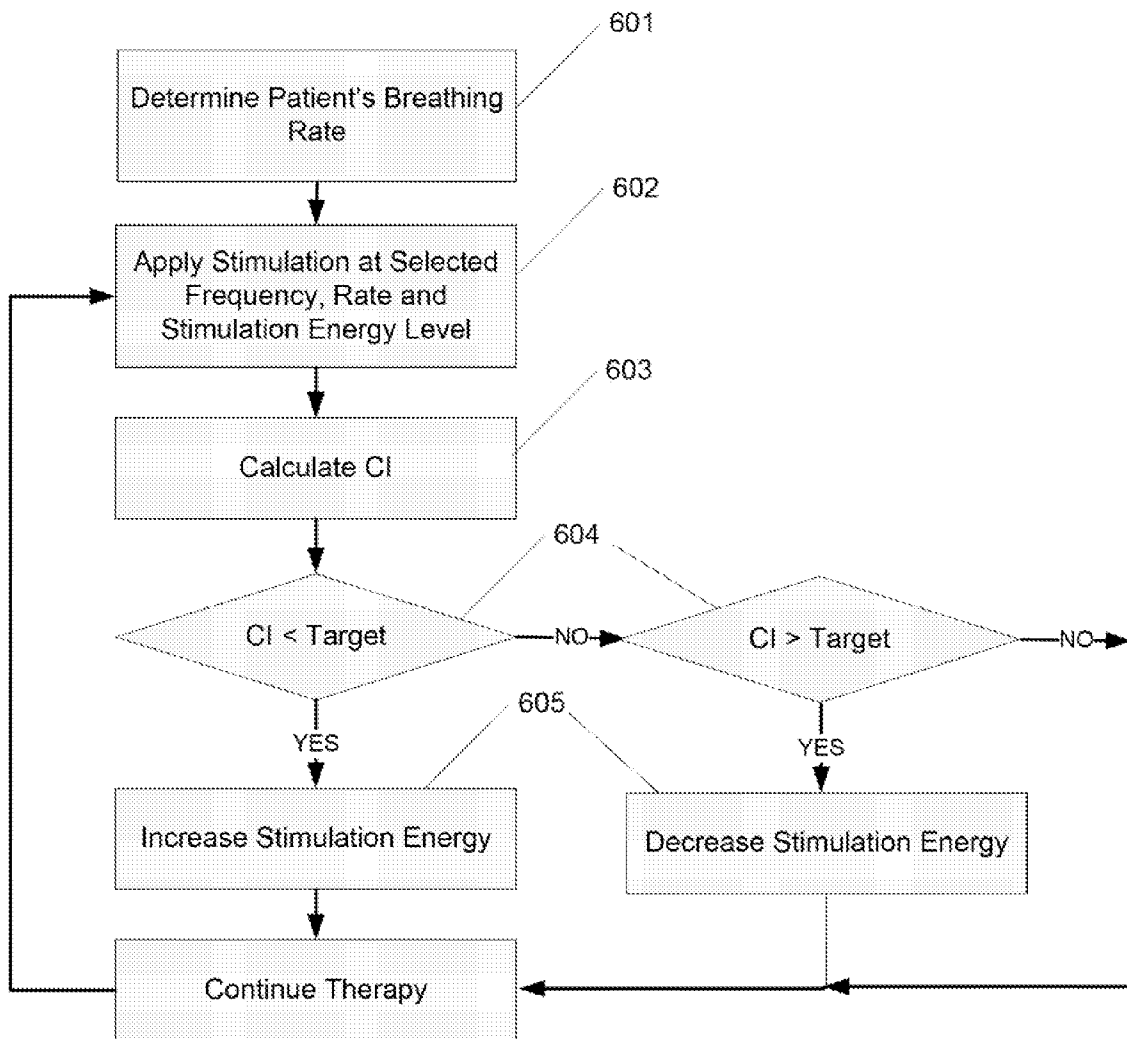 601
Determine Patient's Breathing
Rate
602
Apply Stimulation at Selected
Frequency, Rate and
Stimulation Energy Level
603
Calculate CI
604
CI < Target
NO
CI > Target
NO
605
YES
YES
Increase Stimulation Energy
Decrease Stimulation Energy
Continue Therapy